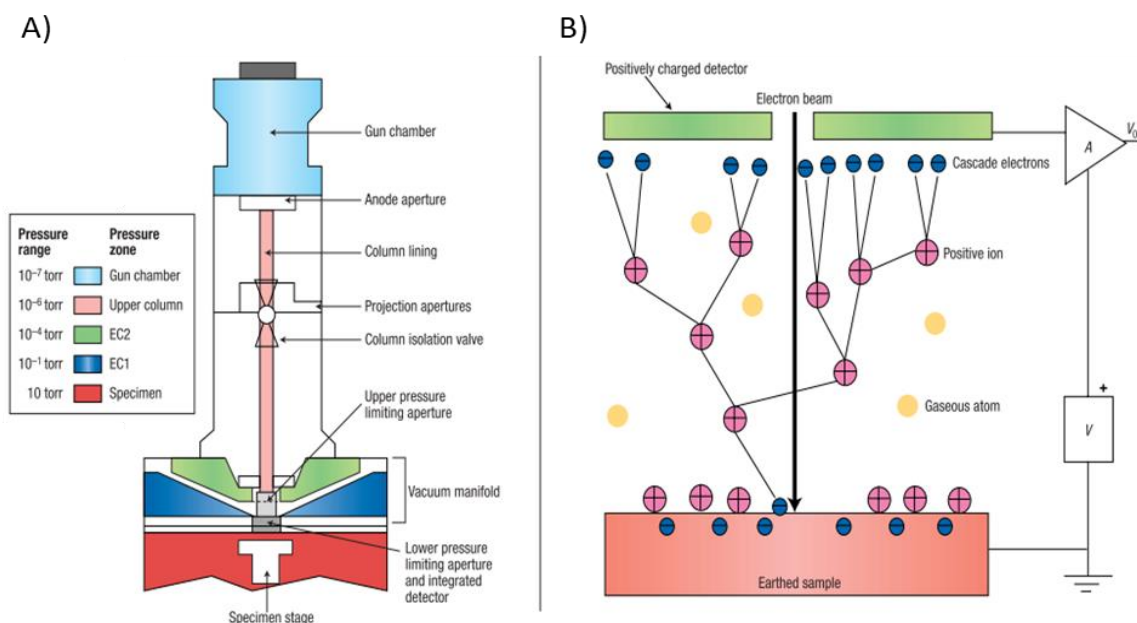 A)
Gun chamber
Anode aperture
Column lining
Projection apertures
Column isolation valve
Upper pressure
limiting aperture
Vacuum manifold
Lower pressure
limiting aperture
and integrated
detector
Specimen stage
Pressure range Pressure zone
10⁻⁷ torr Gun chamber
10⁻⁶ torr Upper column
10⁻⁴ torr EC2
10⁻¹ torr EC1
10 torr Specimen
B)
Positively charged detector
Electron beam
A
V₀
Cascade electrons
Positive ion
Gaseous atom
+
V
Earthed sample